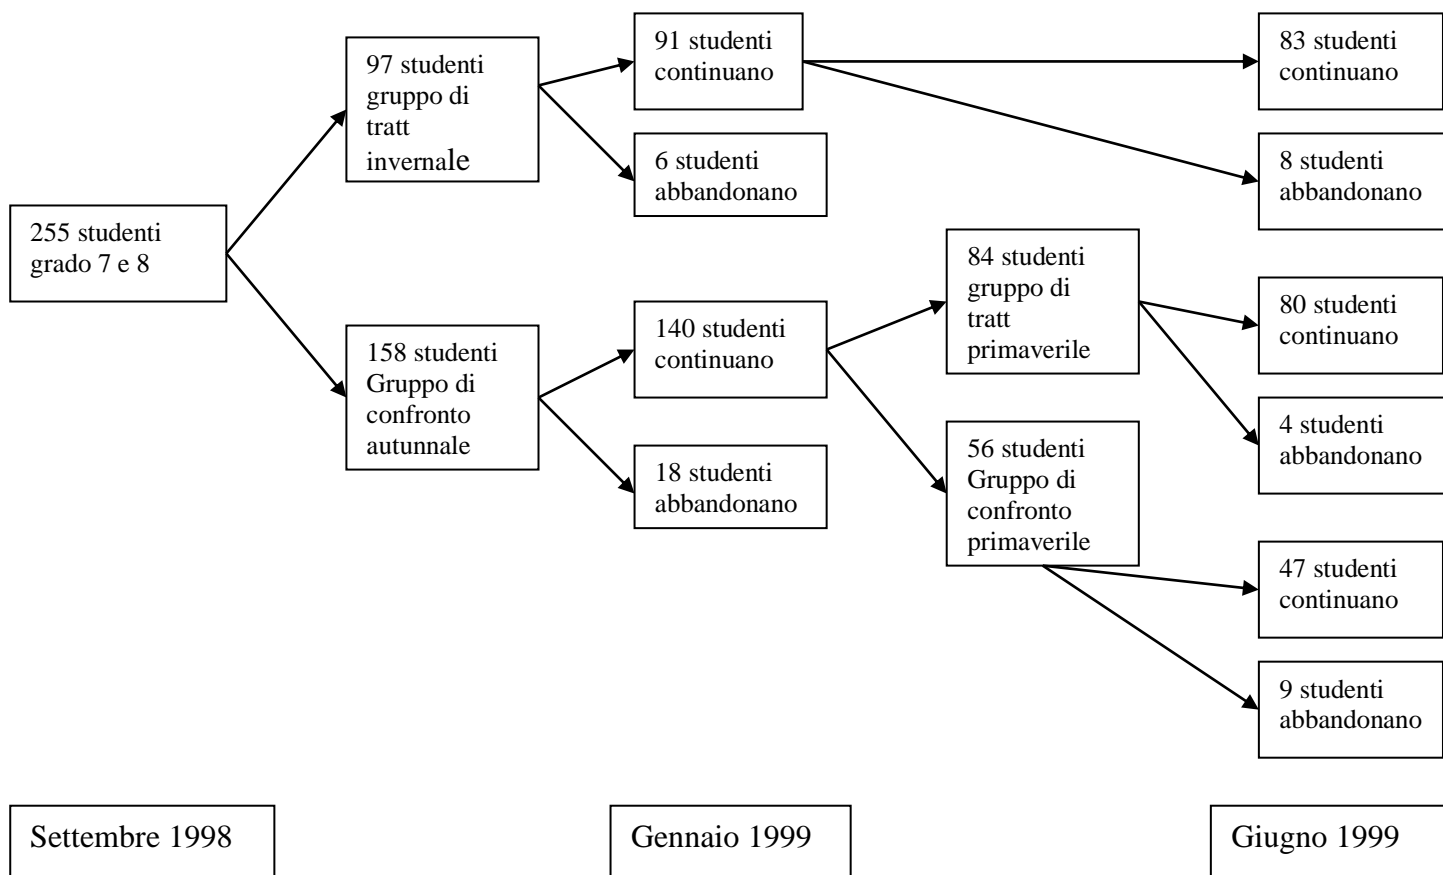 255 studenti
grado 7 e 8
97 studenti
gruppo di
tratt
invernale
158 studenti
Gruppo di
confronto
autunnale
91 studenti
continuano
6 studenti
abbandonano
140 studenti
continuano
18 studenti
abbandonano
84 studenti
gruppo di
tratt
primaverile
56 studenti
Gruppo di
confronto
primaverile
83 studenti
continuano
8 studenti
abbandonano
80 studenti
continuano
4 studenti
abbandonano
47 studenti
continuano
9 studenti
abbandonano
Settembre 1998
Gennaio 1999
Giugno 1999